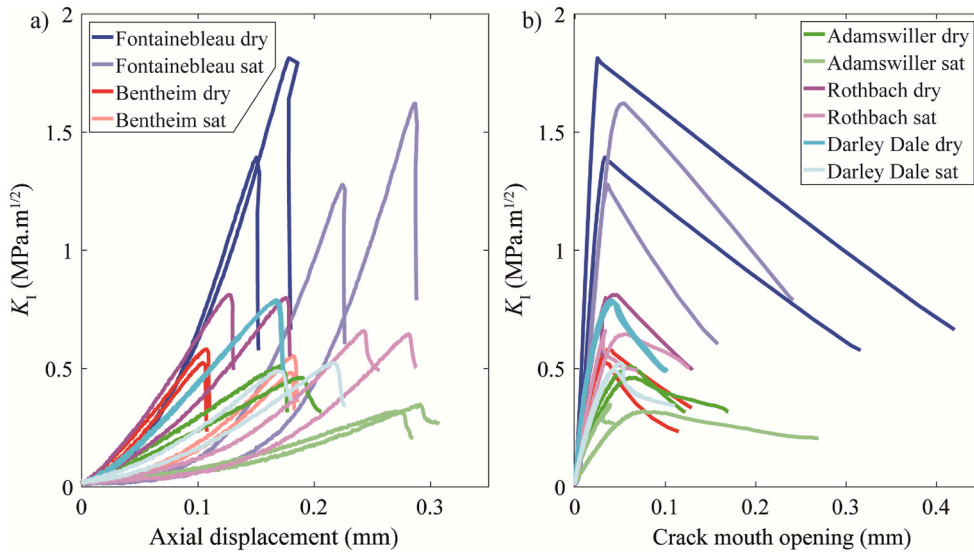 a)
Fontainebleau dry
Fontainebleau sat
Bentheim dry
Bentheim sat
2
1.5
1
0.5
0
K_I (MPa.m^{1/2})
0
0.1
0.2
0.3
Axial displacement (mm)
b)
Adamswiller dry
Adamswiller sat
Rothbach dry
Rothbach sat
Darley Dale dry
Darley Dale sat
2
1.5
1
0.5
0
K_I (MPa.m^{1/2})
0
0.1
0.2
0.3
0.4
Crack mouth opening (mm)